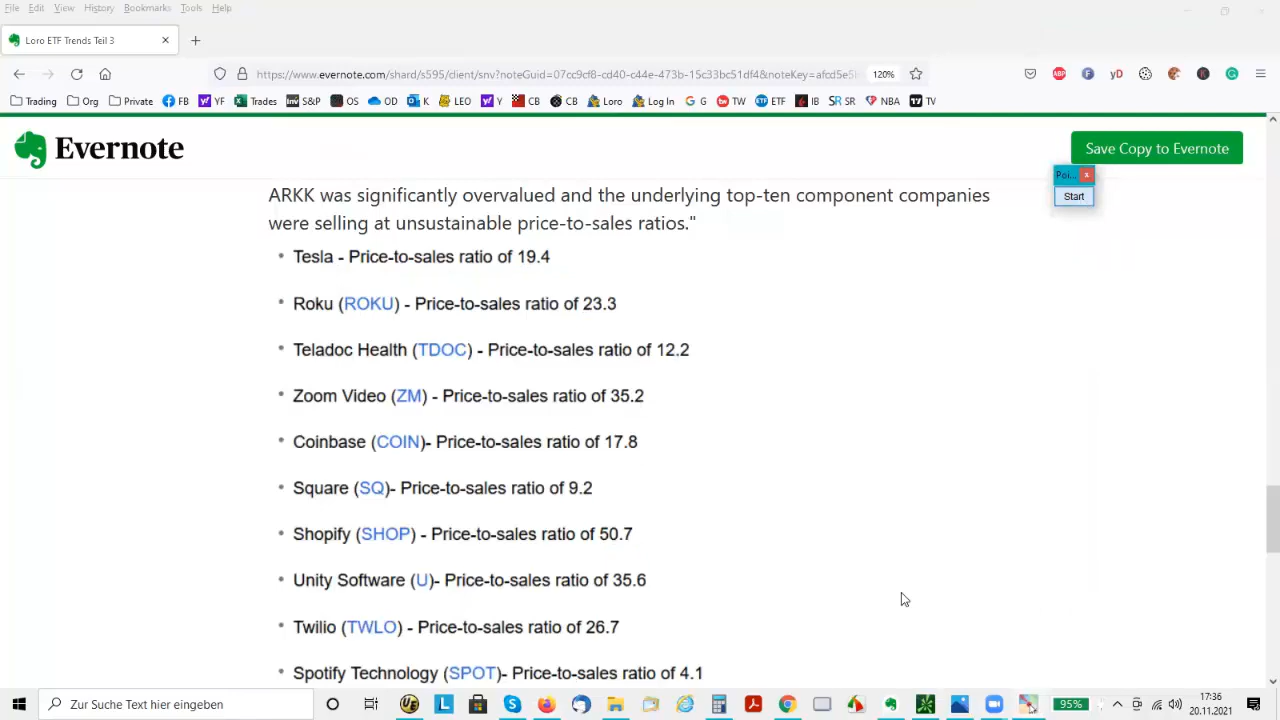 File Edit View History Bookmarks Tools Help
Loro ETF Trends Teil 3
https://www.evernote.com/shard/s595/client/snv?noteGuid=07cc9cf8-cd40-c44e-473b-15c33bc51df4&noteKey=afcd5e5 120%
Trading Org Private FB YF Trades S&P OS OD K LEO Y CB CB Loro Log In G TW ETF IB SR NBA TV
Evernote
Save Copy to Evernote
Poi... x
Start
ARKK was significantly overvalued and the underlying top-ten component companies
were selling at unsustainable price-to-sales ratios."
Tesla - Price-to-sales ratio of 19.4
Roku (ROKU) - Price-to-sales ratio of 23.3
Teladoc Health (TDOC) - Price-to-sales ratio of 12.2
Zoom Video (ZM) - Price-to-sales ratio of 35.2
Coinbase (COIN)- Price-to-sales ratio of 17.8
Square (SQ)- Price-to-sales ratio of 9.2
Shopify (SHOP) - Price-to-sales ratio of 50.7
Unity Software (U)- Price-to-sales ratio of 35.6
Twilio (TWLO) - Price-to-sales ratio of 26.7
Spotify Technology (SPOT)- Price-to-sales ratio of 4.1
Zur Suche Text hier eingeben
95%
17:36
20.11.2021